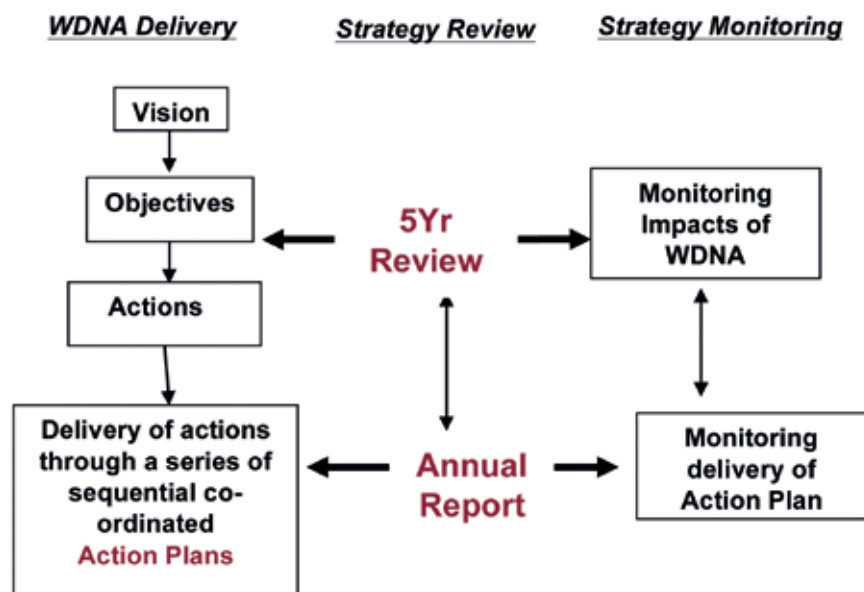 WDNA Delivery
Strategy Review
Strategy Monitoring
Vision
Objectives
Actions
Delivery of actions
through a series of
sequential co-
ordinated
Action Plans
5Yr
Review
Annual
Report
Monitoring
Impacts of
WDNA
Monitoring
delivery of
Action Plan